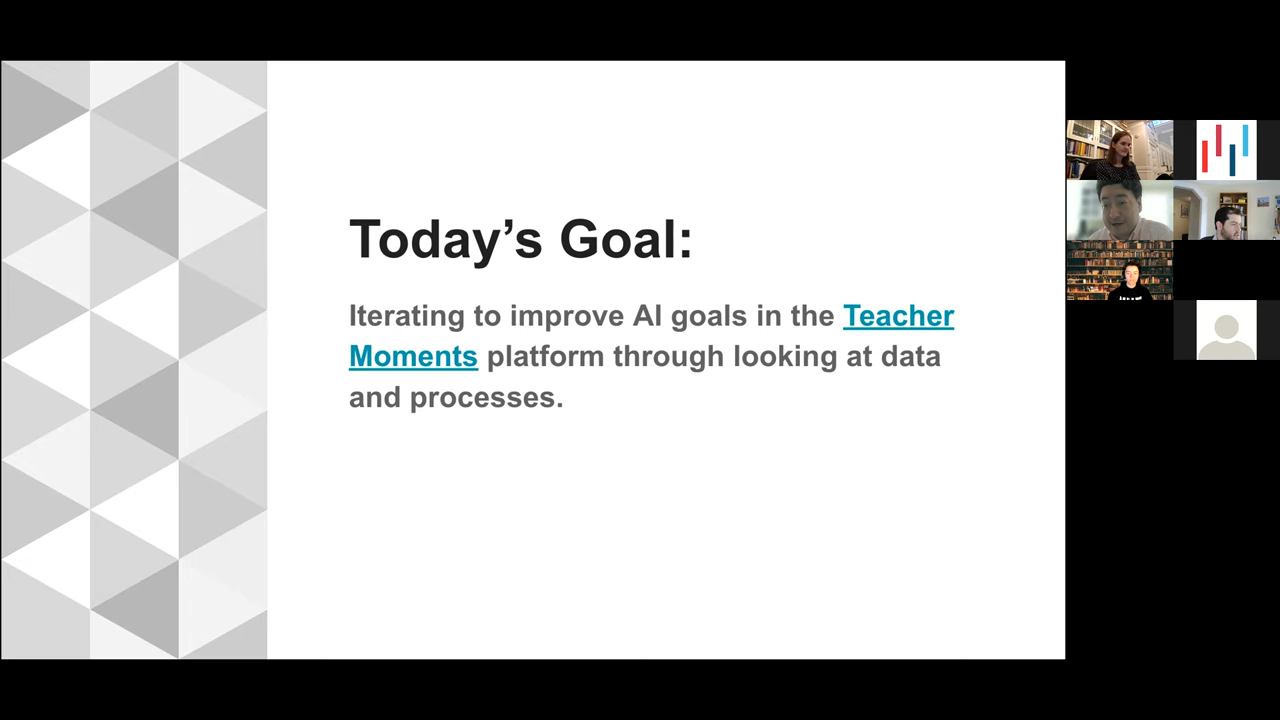 Today’s Goal:
Iterating to improve AI goals in the Teacher
Moments platform through looking at data
and processes.